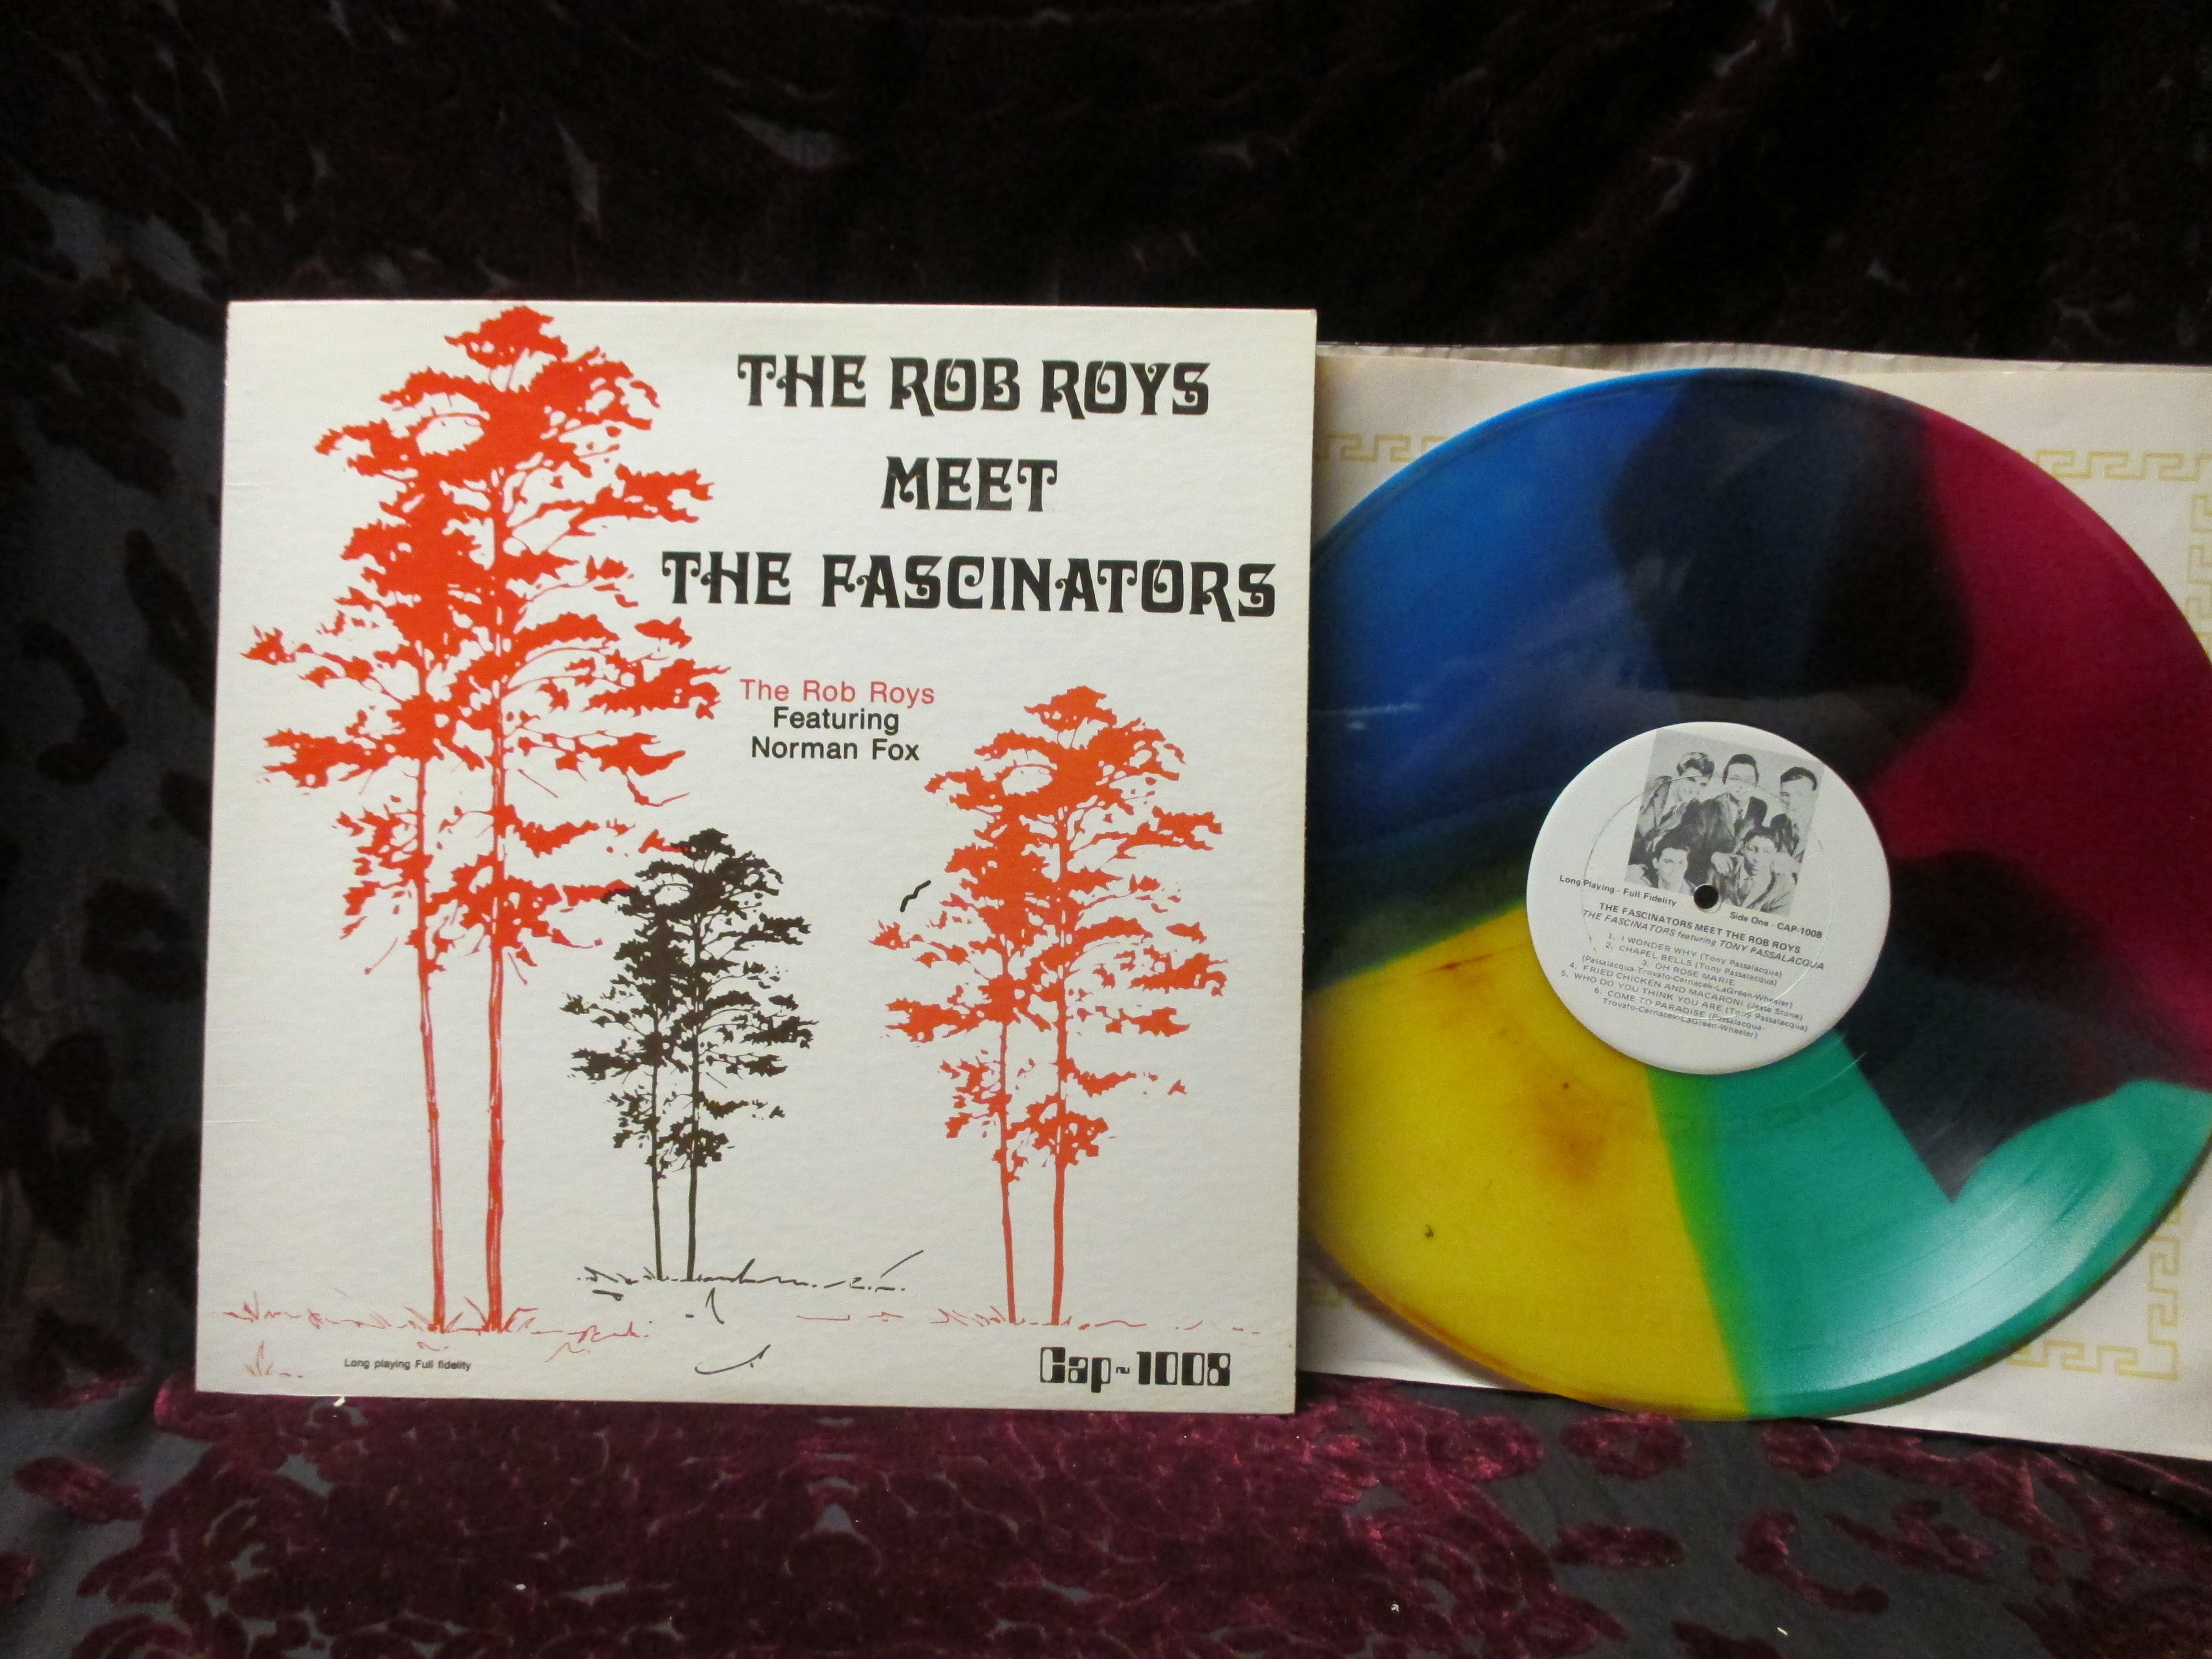 THE ROB ROYS
MEET
THE FASCINATORS
The Rob Roys
Featuring
Norman Fox
Long playing Full fidelity
Cap~1008
Long Playing - Full Fidelity
Side One - CAP-1008
THE FASCINATORS MEET THE ROB ROYS
THE FASCINATORS featuring TONY PASSALACQUA
1. I WONDER WHY (Tony Passalacqua)
2. CHAPEL BELLS (Tony Passalacqua)
3. OH ROSE MARIE
(Passalacqua-Trovato-Cernacek-LaGreen-Wheeler)
4. FRIED CHICKEN AND MACARONI (Jesse Stone)
5. WHO DO YOU THINK YOU ARE (Tony Passalacqua)
6. COME TO PARADISE (Passalacqua-
Trovato-Cernacek-LaGreen-Wheeler)